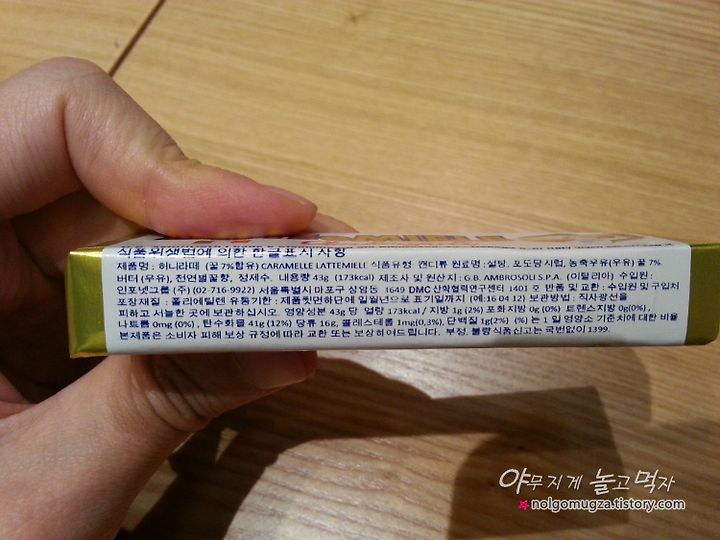 식품위생법에 의한 한글표시사항
제품명 : 허니라떼 (꿀 7%함유) CARAMELLE LATTEMIELE 식품유형: 캔디류 원료명 : 설탕, 포도당시럽, 농축우유(우유) 꿀 7%.
버터(우유), 천연벌꿀향, 정제수. 내용량 43g (173kcal) 제조사 및 원산지 : G.B. AMBROSOLI S.P.A. (이탈리아) 수입원 :
인포넷그룹 (주) (02-716-9922) 서울특별시 마포구 상암동 1649 DMC 산학협력연구센터 1401 호 반품 및 교환 : 수입원 및 구입처
포장재질 : 폴리에틸렌 유통기한 : 제품뒷면하단에 일월년으로 표기일까지 (예:16 04 12) 보관방법 : 직사광선을
피하고 서늘한 곳에 보관하십시오. 영양성분 43g 당 열량 173kcal / 지방 1g (2%) 포화지방 0g (0%) 트랜스지방 0g(0%),
나트륨 0mg (0%), 탄수화물 41g (12%) 당류 16g, 콜레스테롤 1mg(0,3%), 단백질 1g(2%) (%) 는 1 일 영양소 기준치에 대한 비율
본제품은 소비자 피해 보상 규정에 따라 교환 또는 보상하여드립니다. 부정, 불량식품신고는 국번없이 1399.
야무지게 놀고먹자
nolgomugza.tistory.com